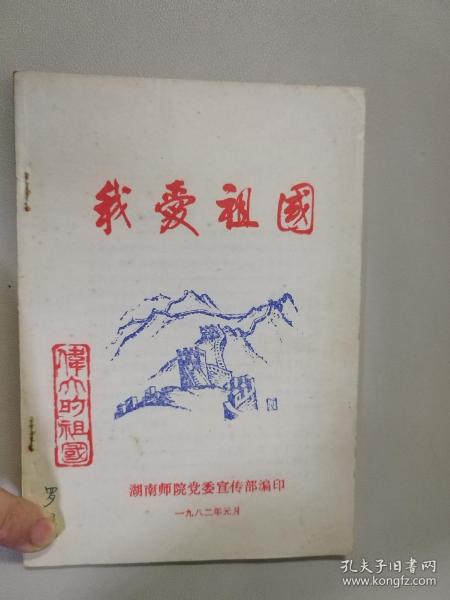 我愛祖國
偉大的祖國
湖南师院党委宣传部编印
一九八二年元月
罗
孔夫子旧书网
www.kongfz.com